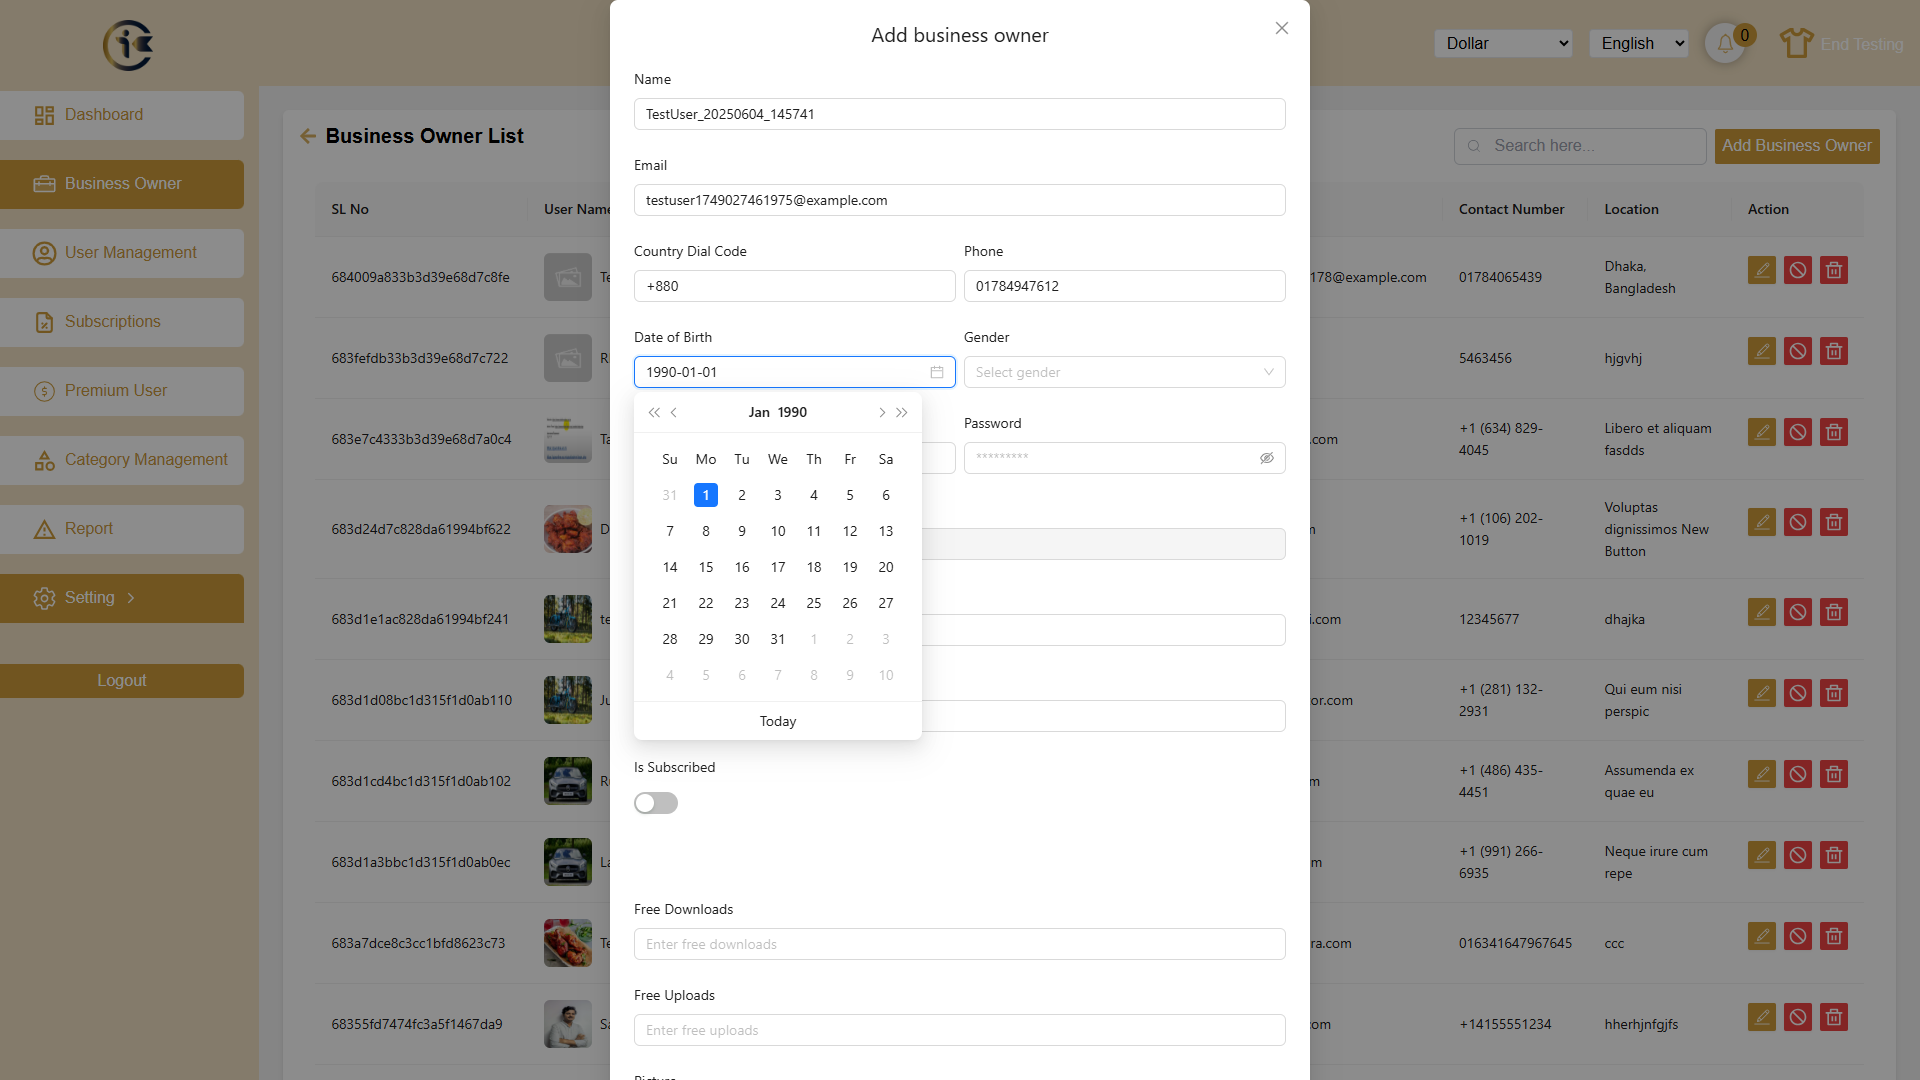 Add business owner
Dollar
English
0
End Testing
Name
TestUser_20250604_145741
Email
testuser1749027461975@example.com
Country Dial Code
Phone
+880
01784947612
Date of Birth
Gender
1990-01-01
Select gender
Jan 1990
Su Mo Tu We Th Fr Sa
31 1 2 3 4 5 6
7 8 9 10 11 12 13
14 15 16 17 18 19 20
21 22 23 24 25 26 27
28 29 30 31 1 2 3
4 5 6 7 8 9 10
Today
Password
*********
Is Subscribed
Free Downloads
Enter free downloads
Free Uploads
Enter free uploads
Dashboard
Business Owner
User Management
Subscriptions
Premium User
Category Management
Report
Setting
Logout
Business Owner List
Search here...
Add Business Owner
SL No
User Name
Contact Number
Location
Action
684009a833b3d39e68d7c8fe
178@example.com
01784065439
Dhaka,
Bangladesh
683fefdb33b3d39e68d7c722
5463456
hjgvhj
683e7c4333b3d39e68d7a0c4
.com
+1 (634) 829-
4045
Libero et aliquam
fasdds
683d24d7c828da61994bf622
+1 (106) 202-
1019
Voluptas
dignissimos New
Button
683d1e1ac828da61994bf241
i.com
12345677
dhajka
683d1d08bc1d315f1d0ab110
or.com
+1 (281) 132-
2931
Qui eum nisi
perspic
683d1cd4bc1d315f1d0ab102
+1 (486) 435-
4451
Assumenda ex
quae eu
683d1a3bbc1d315f1d0ab0ec
+1 (991) 266-
6935
Neque irure cum
repe
683a7dce8c3cc1bfd8623c73
ra.com
016341647967645
ccc
68355fd7474fc3a5f1467da9
com
+14155551234
hherhjnfgjfs